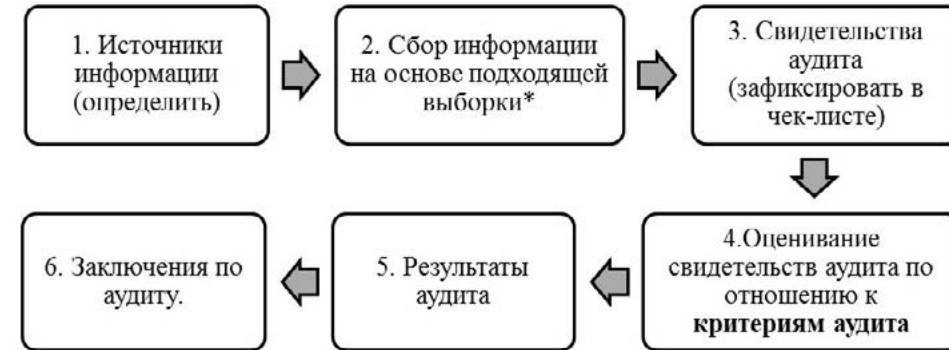 1. Источники
информации
(определить)
2. Сбор информации
на основе подходящей
выборки*
3. Свидетельства
аудита
(зафиксировать в
чек-листе)
4.Оценивание
свидетельств аудита по
отношению к
критериям аудита
5. Результаты
аудита
6. Заключения по
аудиту.